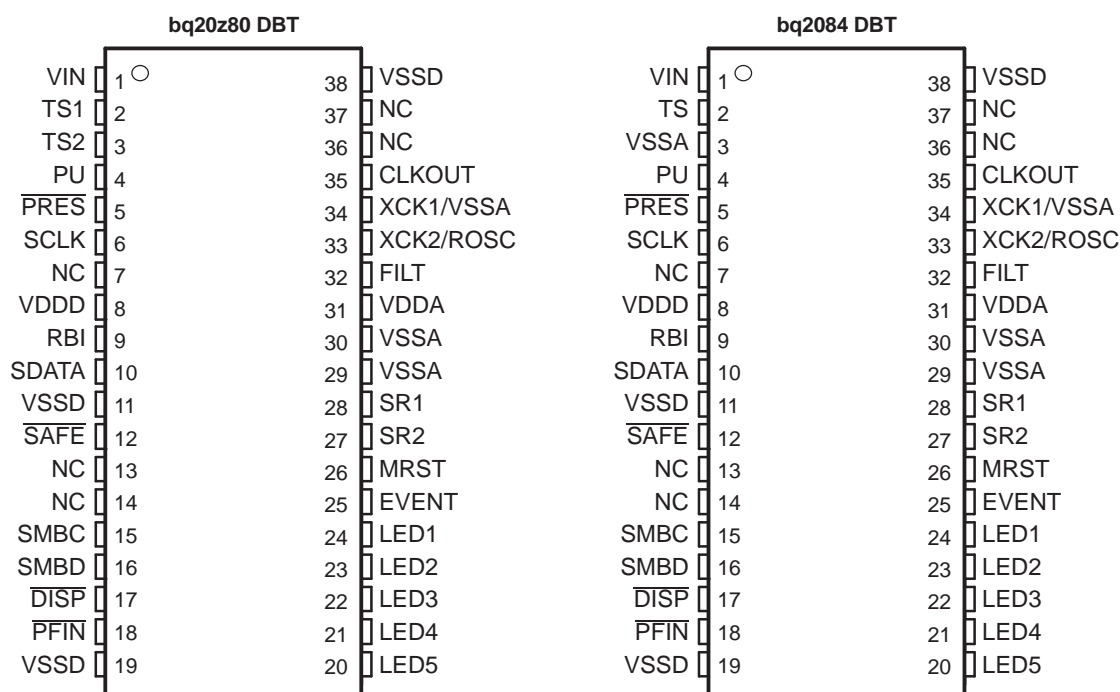 bq20z80 DBT
VIN 1 38 VSSD
TS1 2 37 NC
TS2 3 36 NC
PU 4 35 CLKOUT
PRES 5 34 XCK1/VSSA
SCLK 6 33 XCK2/ROSC
NC 7 32 FILT
VDDD 8 31 VDDA
RBI 9 30 VSSA
SDATA 10 29 VSSA
VSSD 11 28 SR1
SAFE 12 27 SR2
NC 13 26 MRST
NC 14 25 EVENT
SMBC 15 24 LED1
SMBD 16 23 LED2
DISP 17 22 LED3
PFIN 18 21 LED4
VSSD 19 20 LED5
bq2084 DBT
VIN 1 38 VSSD
TS 2 37 NC
VSSA 3 36 NC
PU 4 35 CLKOUT
PRES 5 34 XCK1/VSSA
SCLK 6 33 XCK2/ROSC
NC 7 32 FILT
VDDD 8 31 VDDA
RBI 9 30 VSSA
SDATA 10 29 VSSA
VSSD 11 28 SR1
SAFE 12 27 SR2
NC 13 26 MRST
NC 14 25 EVENT
SMBC 15 24 LED1
SMBD 16 23 LED2
DISP 17 22 LED3
PFIN 18 21 LED4
VSSD 19 20 LED5